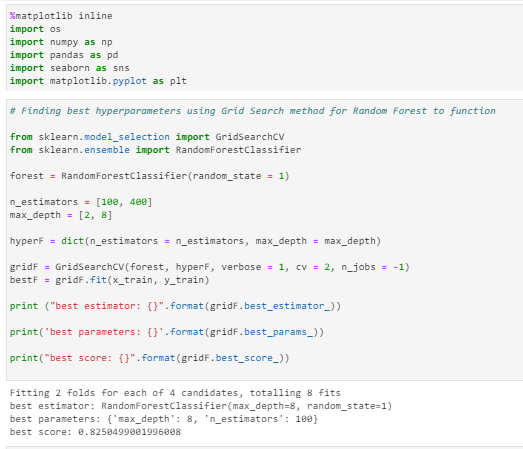 %matplotlib inline
import os
import numpy as np
import pandas as pd
import seaborn as sns
import matplotlib.pyplot as plt
# Finding best hyperparameters using Grid Search method for Random Forest to function
from sklearn.model_selection import GridSearchCV
from sklearn.ensemble import RandomForestClassifier
forest = RandomForestClassifier(random_state = 1)
n_estimators = [100, 400]
max_depth = [2, 8]
hyperF = dict(n_estimators = n_estimators, max_depth = max_depth)
gridF = GridSearchCV(forest, hyperF, verbose = 1, cv = 2, n_jobs = -1)
bestF = gridF.fit(x_train, y_train)
print ("best estimator: {}".format(gridF.best_estimator_))
print('best parameters: {}'.format(gridF.best_params_))
print("best score: {}".format(gridF.best_score_))
Fitting 2 folds for each of 4 candidates, totalling 8 fits
best estimator: RandomForestClassifier(max_depth=8, random_state=1)
best parameters: {'max_depth': 8, 'n_estimators': 100}
best score: 0.8250499001996008